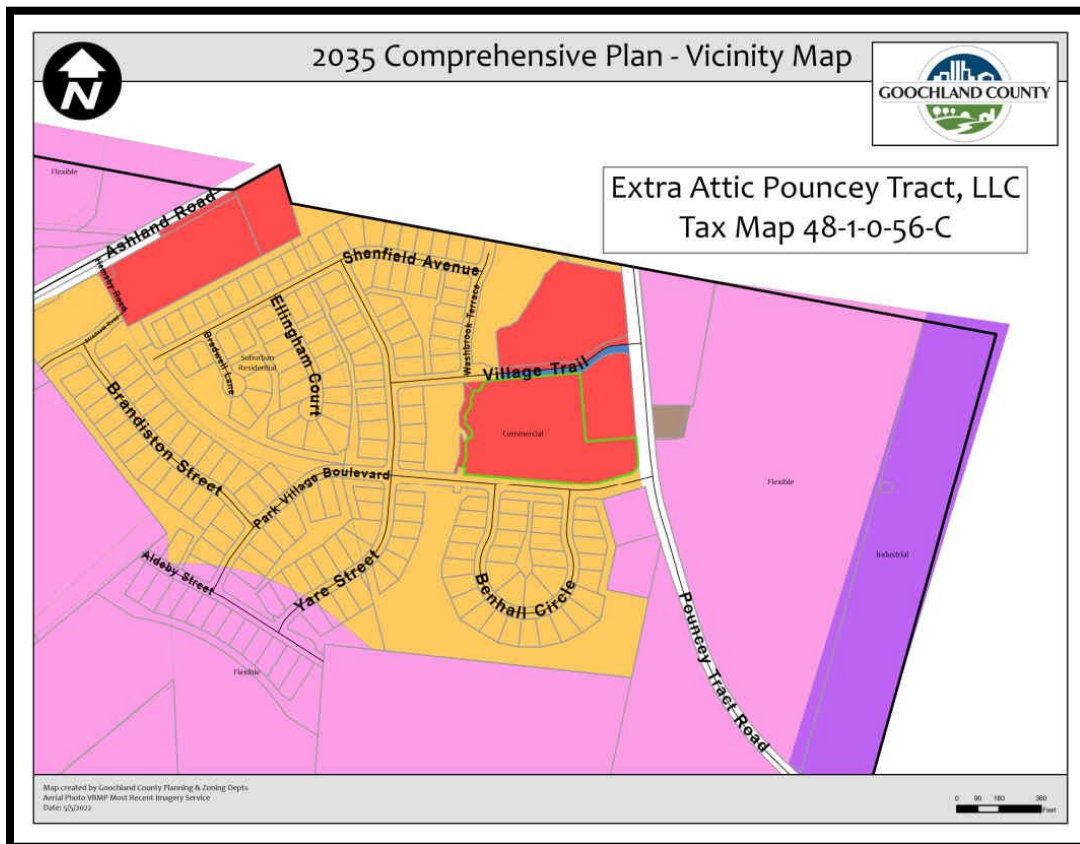 2035 Comprehensive Plan - Vicinity Map
N
GOOCHLAND COUNTY
Extra Attic Pouncey Tract, LLC
Tax Map 48-1-0-56-C
Flexible
Ashland Road
Shenfield Avenue
Washbrook Terrace
Ellingham Court
Bradwell Lane
Suburban
Residential
Village Trail
Brandiston Street
Commercial
Park Village Boulevard
Flexible
Industrial
Aldeby Street
Yare Street
Benhall Circle
Pouncey Tract Road
Flexible
Map created by Goochland County Planning & Zoning Depts
Aerial Photo VBMP Most Recent Imagery Service
Date: 5/5/2022
0 90 180 360
Feet